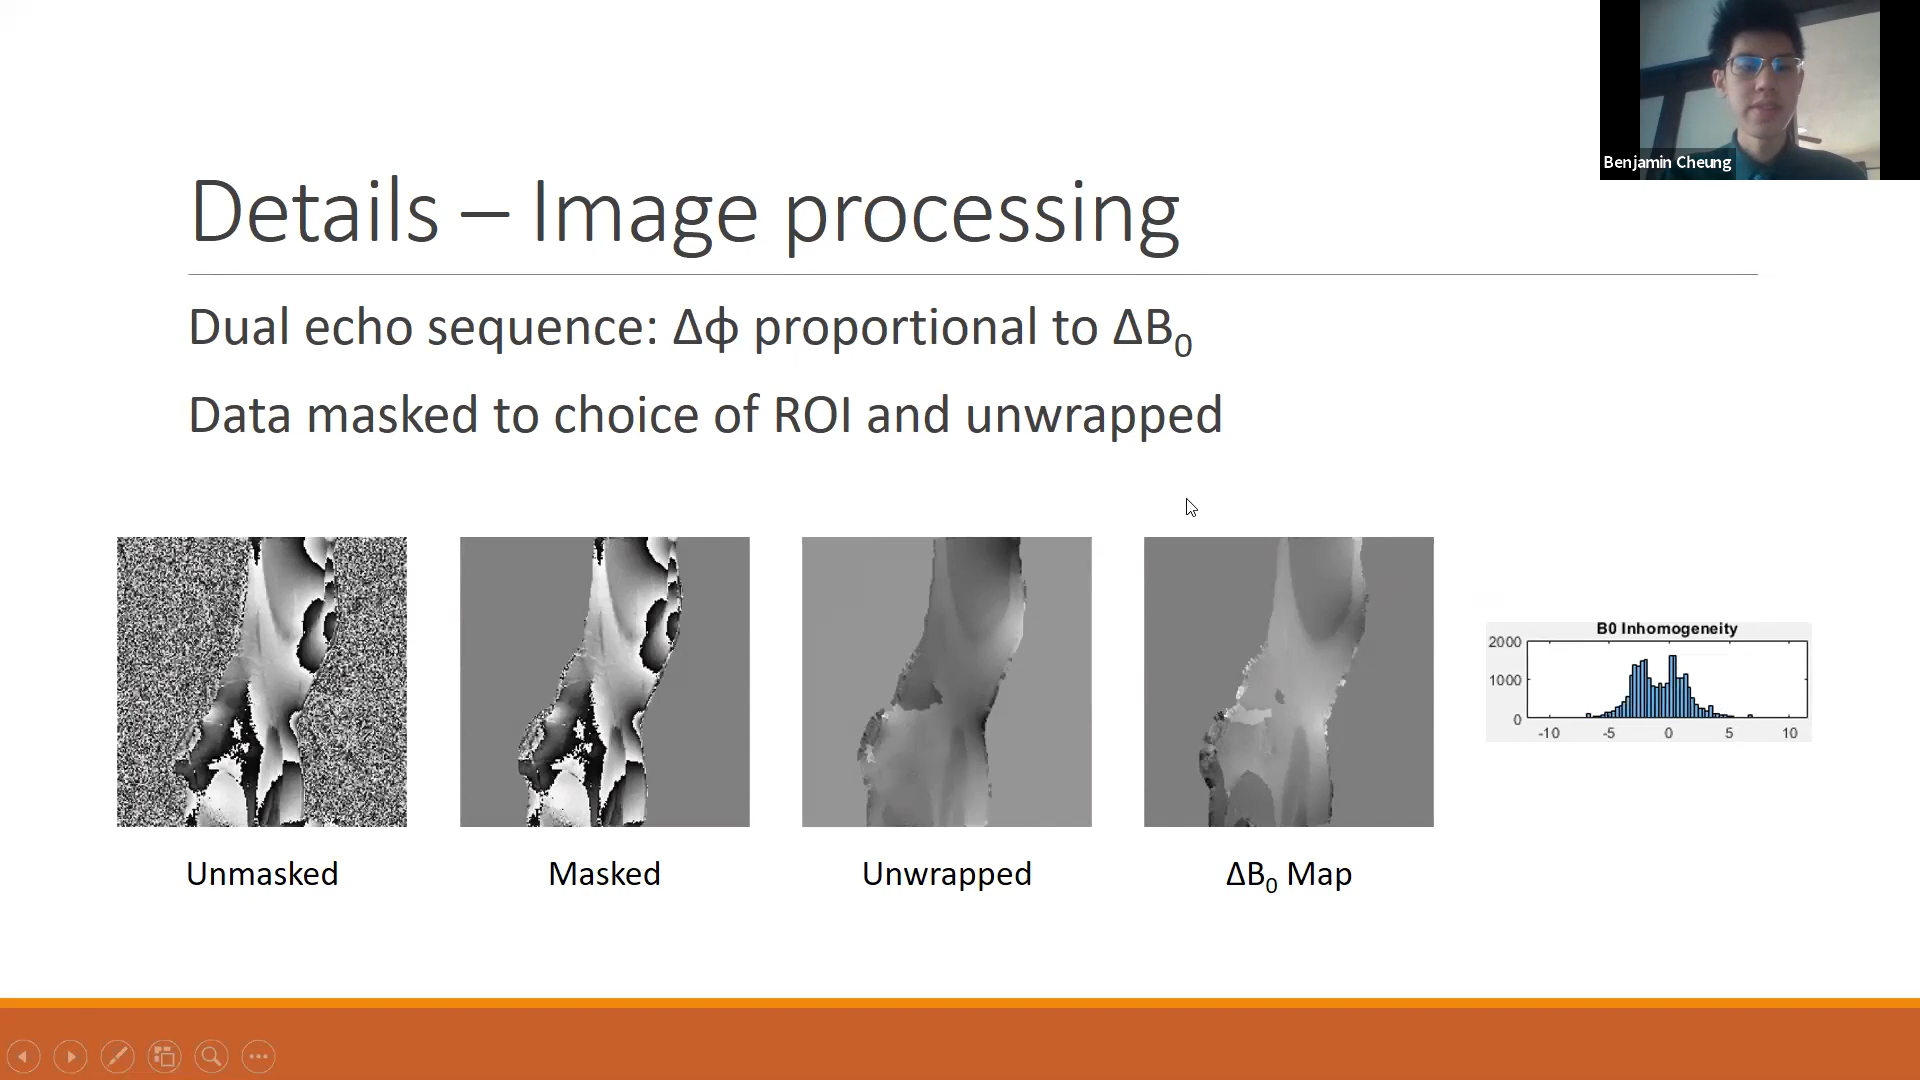 Benjamin Cheung
Details – Image processing
Dual echo sequence: Δϕ proportional to ΔB₀
Data masked to choice of ROI and unwrapped
Unmasked
Masked
Unwrapped
ΔB₀ Map
B0 Inhomogeneity
2000
1000
0
-10 -5 0 5 10